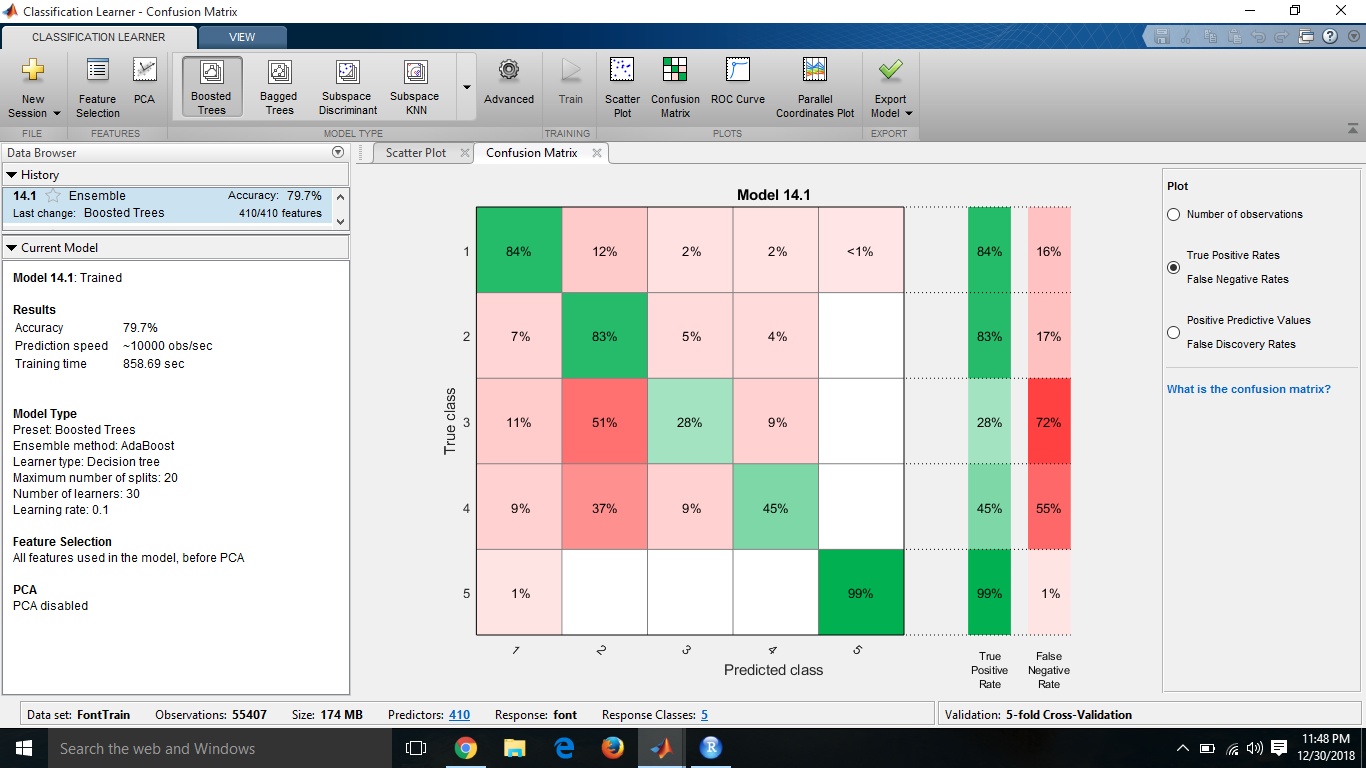 Classification Learner - Confusion Matrix
CLASSIFICATION LEARNER
VIEW
New Session
Feature Selection
PCA
Boosted Trees
Bagged Trees
Subspace Discriminant
Subspace KNN
Advanced
Train
Scatter Plot
Confusion Matrix
ROC Curve
Parallel Coordinates Plot
Export Model
FILE
FEATURES
MODEL TYPE
TRAINING
PLOTS
EXPORT
Data Browser
History
14.1 Ensemble Accuracy: 79.7%
Last change: Boosted Trees 410/410 features
Current Model
Model 14.1: Trained
Results
Accuracy 79.7%
Prediction speed ~10000 obs/sec
Training time 858.69 sec
Model Type
Preset: Boosted Trees
Ensemble method: AdaBoost
Learner type: Decision tree
Maximum number of splits: 20
Number of learners: 30
Learning rate: 0.1
Feature Selection
All features used in the model, before PCA
PCA
PCA disabled
Scatter Plot
Confusion Matrix
Model 14.1
True class
1 84% 12% 2% 2% <1% 84% 16%
2 7% 83% 5% 4% 83% 17%
3 11% 51% 28% 9% 28% 72%
4 9% 37% 9% 45% 45% 55%
5 1% 99% 99% 1%
1 2 3 4 5
Predicted class
True
Positive
Rate
False
Negative
Rate
Plot
Number of observations
True Positive Rates
False Negative Rates
Positive Predictive Values
False Discovery Rates
What is the confusion matrix?
Data set: FontTrain Observations: 55407 Size: 174 MB Predictors: 410 Response: font Response Classes: 5
Validation: 5-fold Cross-Validation
Search the web and Windows
R
11:48 PM
12/30/2018